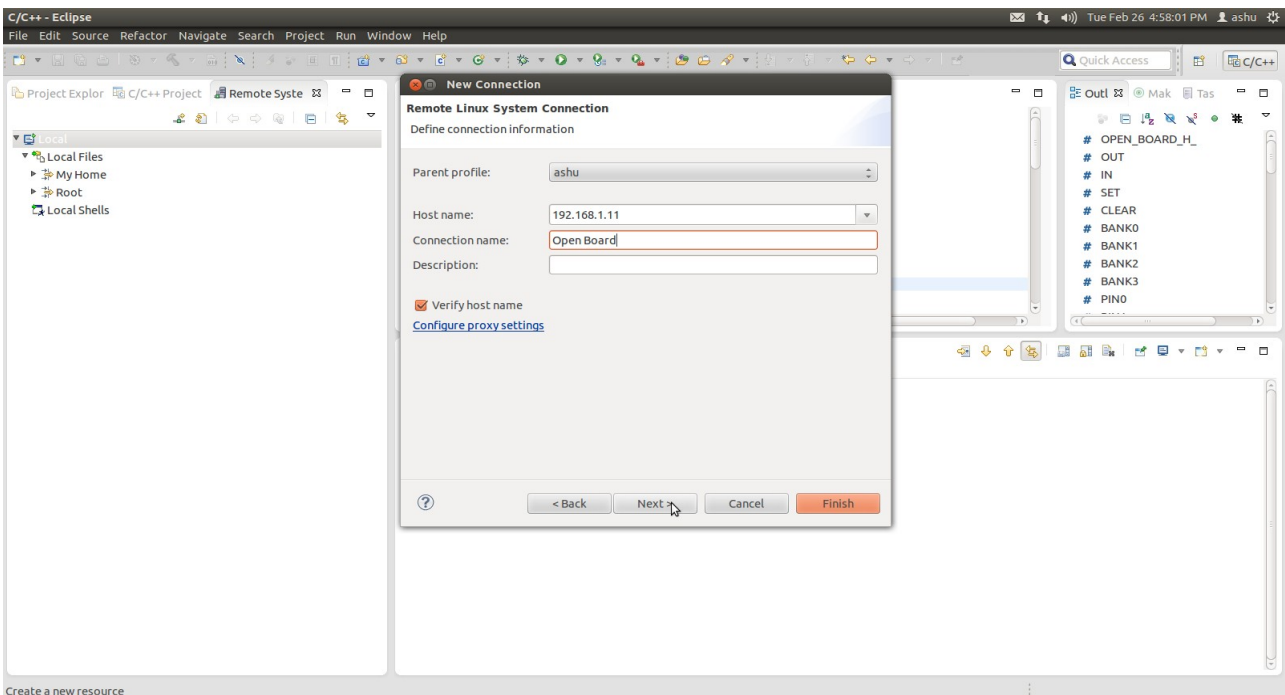 C/C++ - Eclipse
Tue Feb 26 4:58:01 PM ashu
File Edit Source Refactor Navigate Search Project Run Window Help
Quick Access C/C++
Project Explor C/C++ Project Remote Syste
Outl Mak Tas
Local
Local Files
My Home
Root
Local Shells
New Connection
Remote Linux System Connection
Define connection information
Parent profile: ashu
Host name: 192.168.1.11
Connection name: Open Board
Description:
Verify host name
Configure proxy settings
? < Back Next > Cancel Finish
# OPEN_BOARD_H_
# OUT
# IN
# SET
# CLEAR
# BANK0
# BANK1
# BANK2
# BANK3
# PIN0
Create a new resource